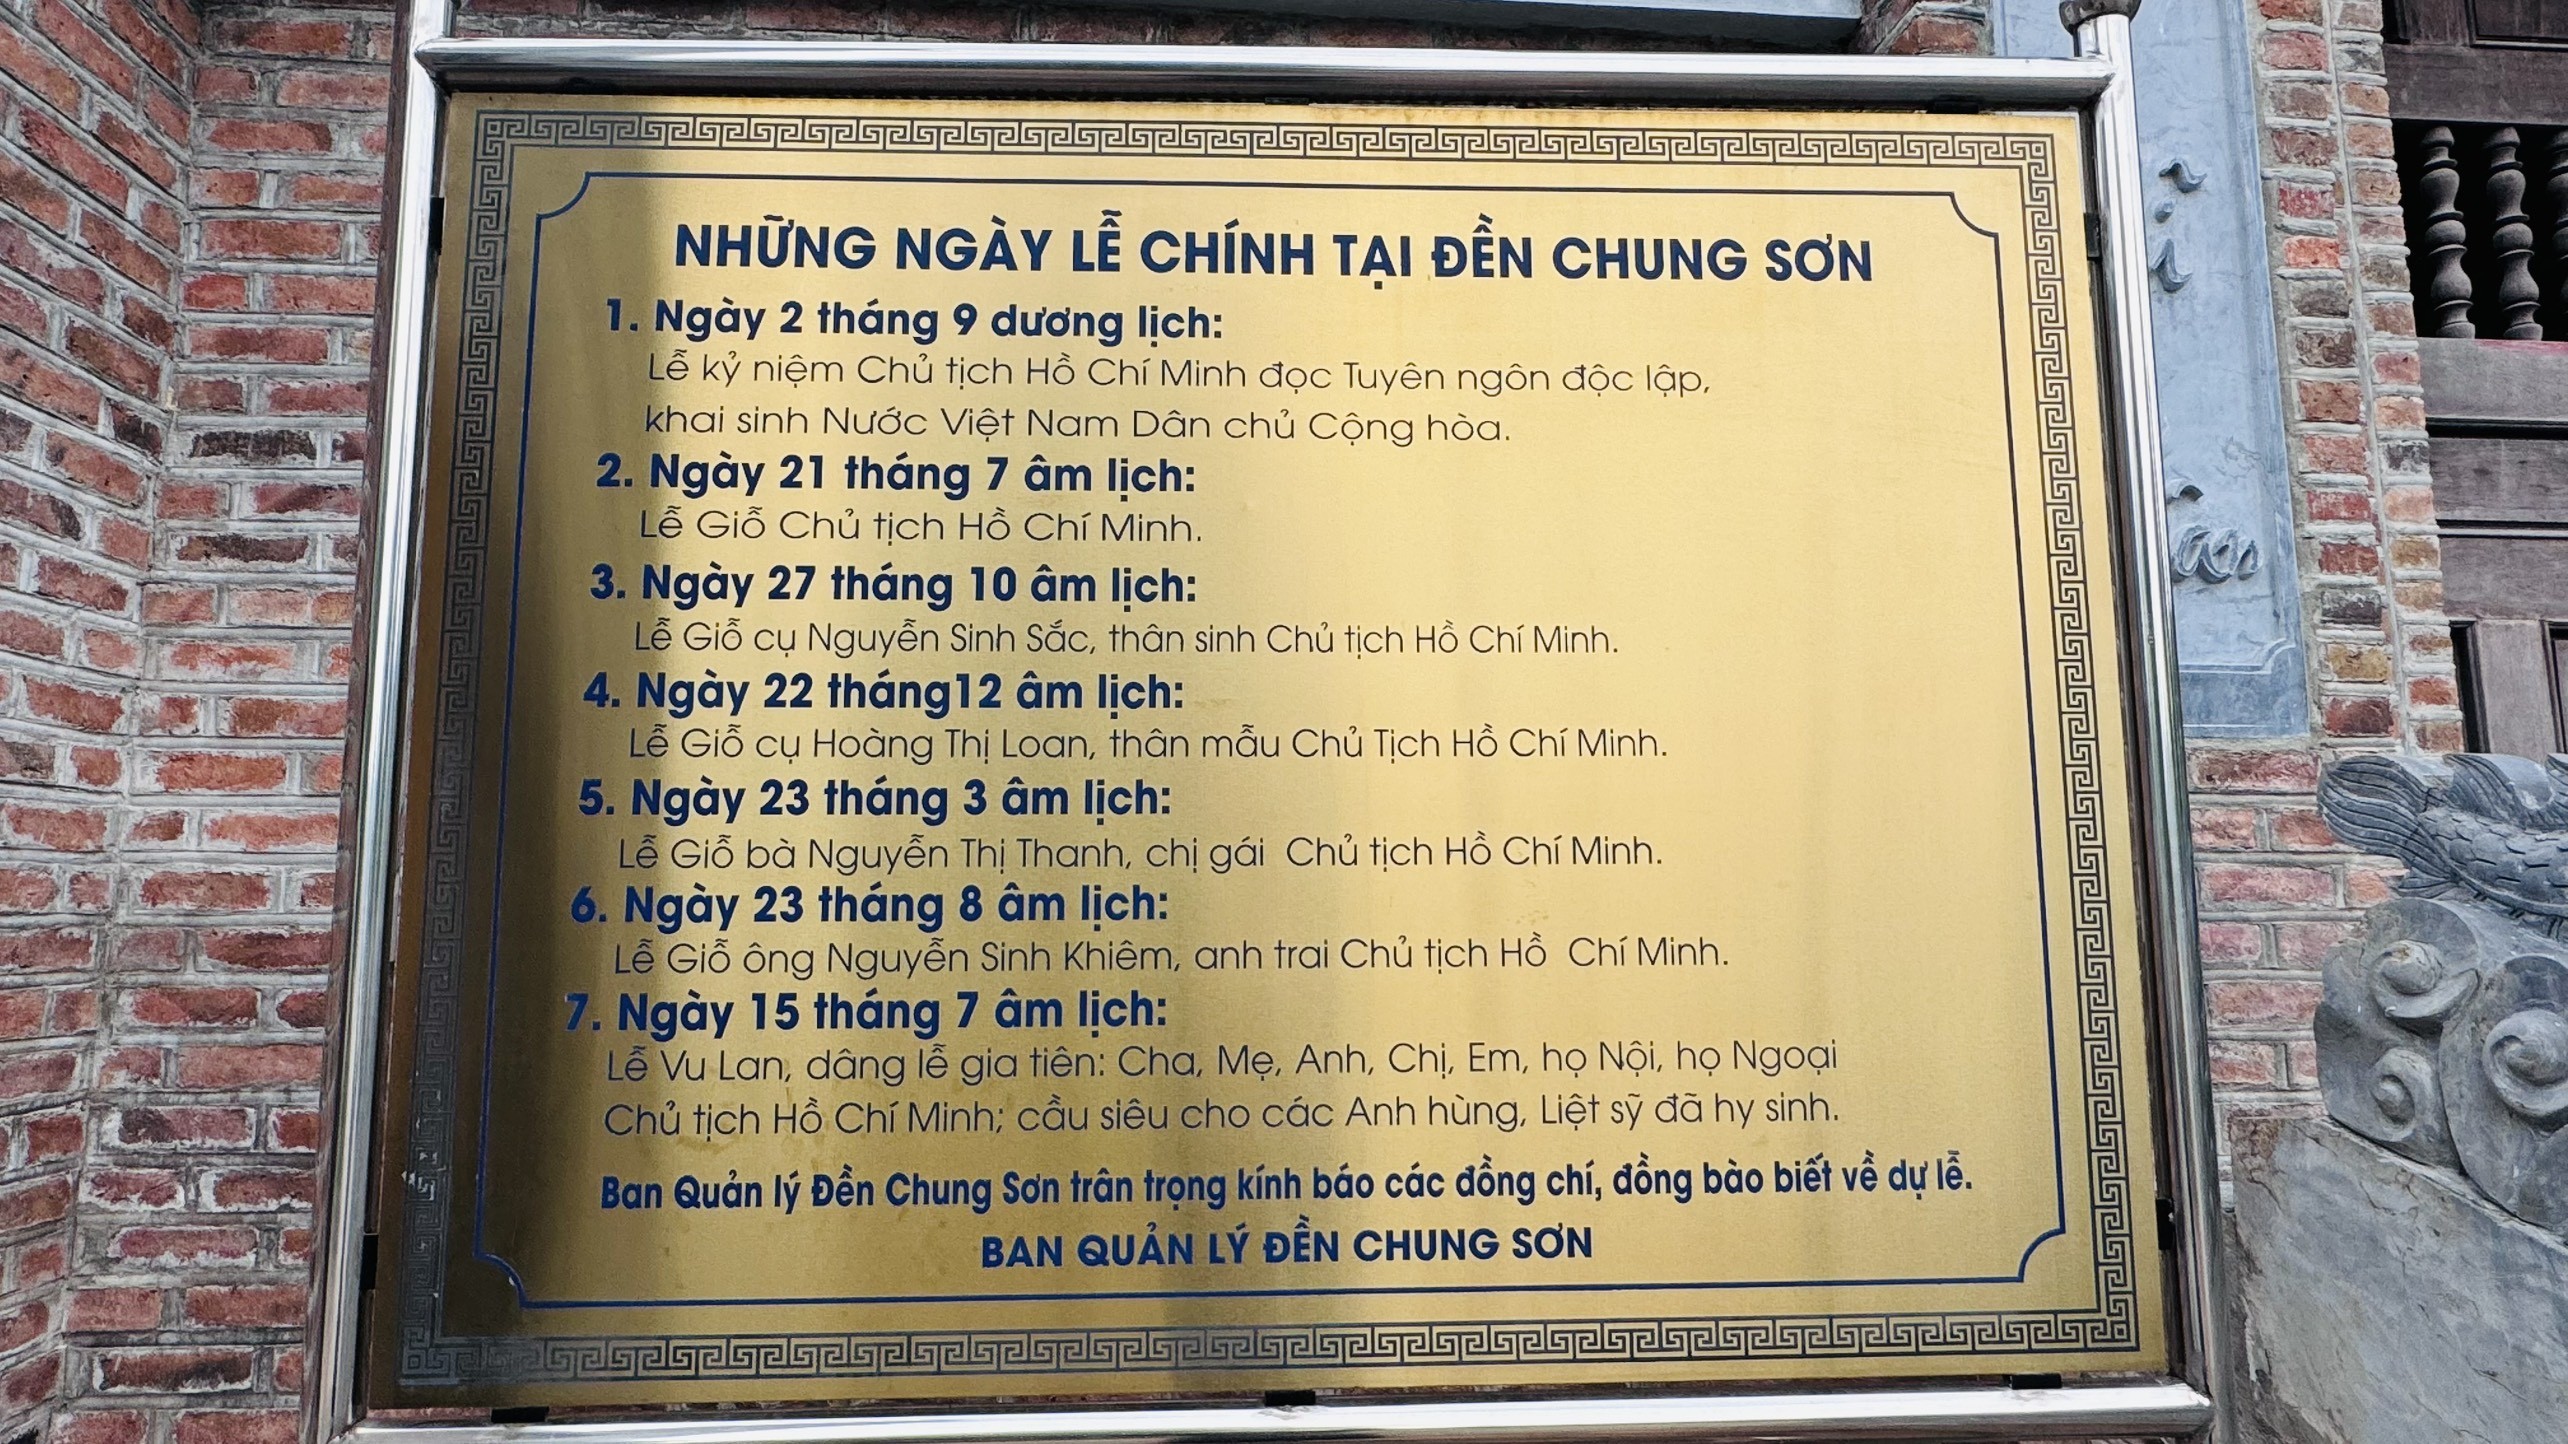 NHỮNG NGÀY LỄ CHÍNH TẠI ĐỀN CHUNG SƠN
1. Ngày 2 tháng 9 dương lịch:
Lễ kỷ niệm Chủ tịch Hồ Chí Minh đọc Tuyên ngôn độc lập,
khai sinh Nước Việt Nam Dân chủ Cộng hòa.
2. Ngày 21 tháng 7 âm lịch:
Lễ Giỗ Chủ tịch Hồ Chí Minh.
3. Ngày 27 tháng 10 âm lịch:
Lễ Giỗ cụ Nguyễn Sinh Sắc, thân sinh Chủ tịch Hồ Chí Minh.
4. Ngày 22 tháng12 âm lịch:
Lễ Giỗ cụ Hoàng Thị Loan, thân mẫu Chủ Tịch Hồ Chí Minh.
5. Ngày 23 tháng 3 âm lịch:
Lễ Giỗ bà Nguyễn Thị Thanh, chị gái Chủ tịch Hồ Chí Minh.
6. Ngày 23 tháng 8 âm lịch:
Lễ Giỗ ông Nguyễn Sinh Khiêm, anh trai Chủ tịch Hồ Chí Minh.
7. Ngày 15 tháng 7 âm lịch:
Lễ Vu Lan, dâng lễ gia tiên: Cha, Mẹ, Anh, Chị, Em, họ Nội, họ Ngoại
Chủ tịch Hồ Chí Minh; cầu siêu cho các Anh hùng, Liệt sỹ đã hy sinh.
Ban Quản lý Đền Chung Sơn trân trọng kính báo các đồng chí, đồng bào biết về dự lễ.
BAN QUẢN LÝ ĐỀN CHUNG SƠN